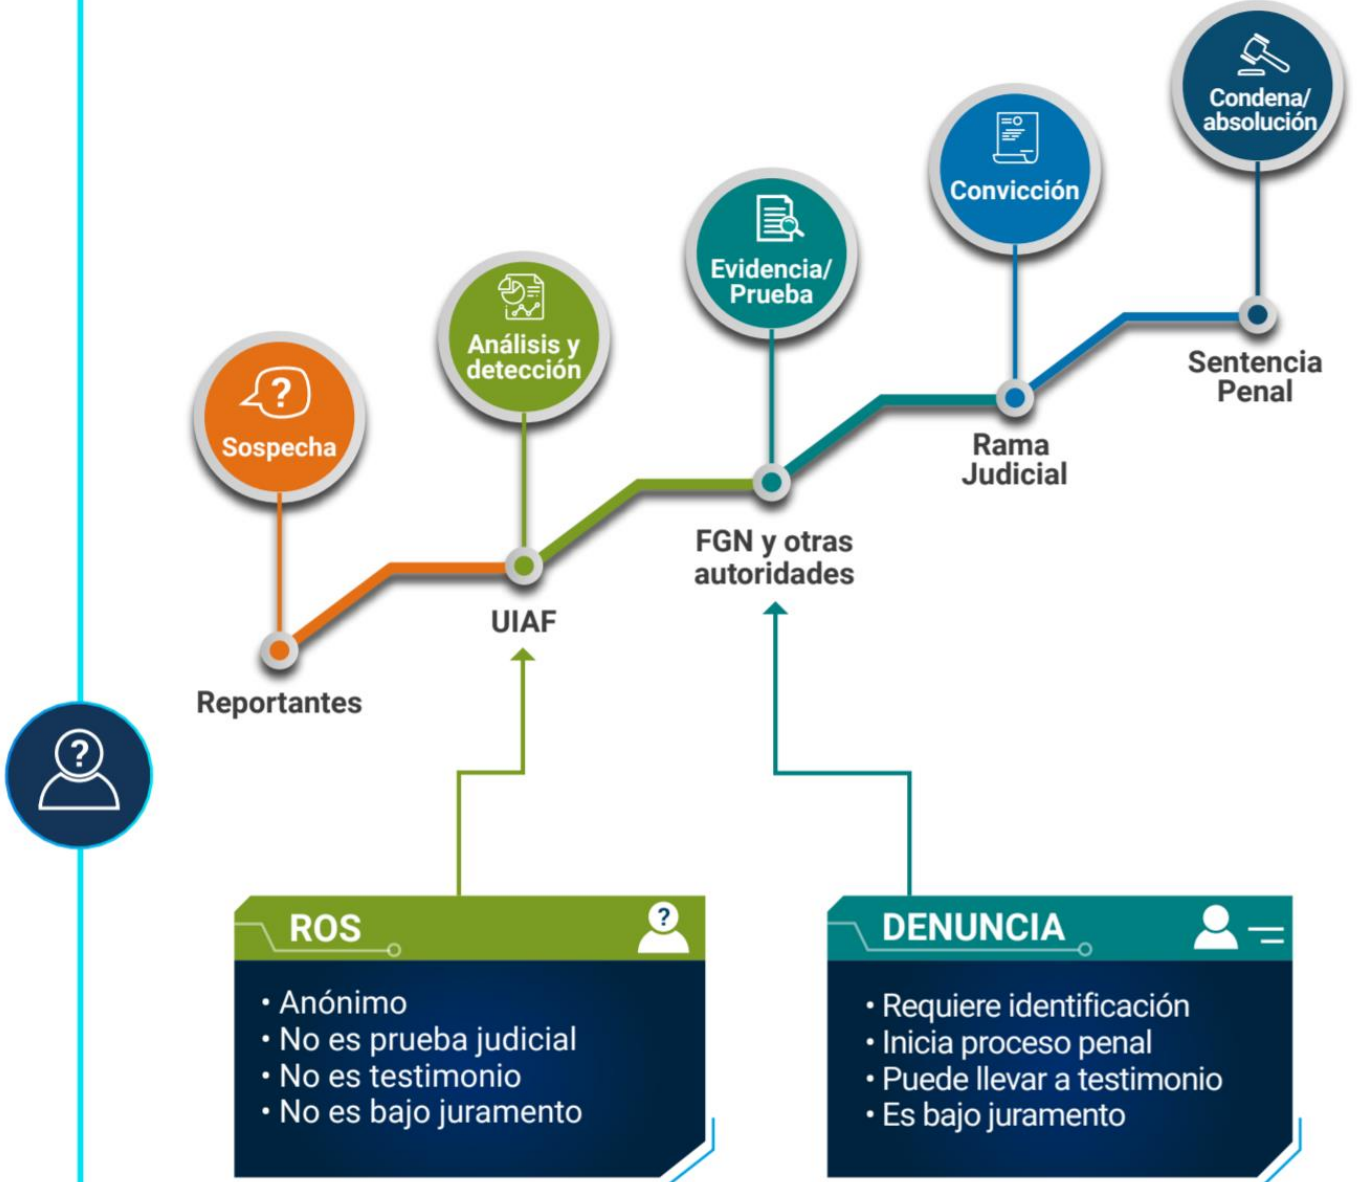 Condena/
absolución
Convicción
Evidencia/
Prueba
Análisis y
detección
?
Sospecha
Sentencia
Penal
Rama
Judicial
FGN y otras
autoridades
UIAF
Reportantes
?
ROS
?
• Anónimo
• No es prueba judicial
• No es testimonio
• No es bajo juramento
DENUNCIA
• Requiere identificación
• Inicia proceso penal
• Puede llevar a testimonio
• Es bajo juramento